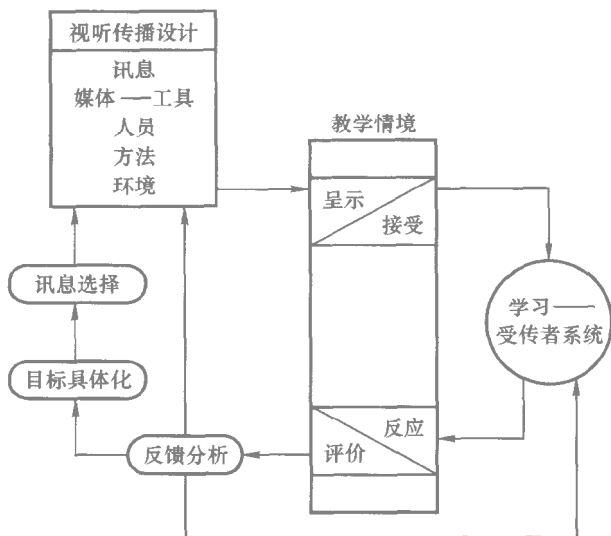 视听传播设计
讯息
媒体——工具
人员
方法
环境
教学情境
呈示
接受
讯息选择
学习——
受传者系统
目标具体化
反应
评价
反馈分析